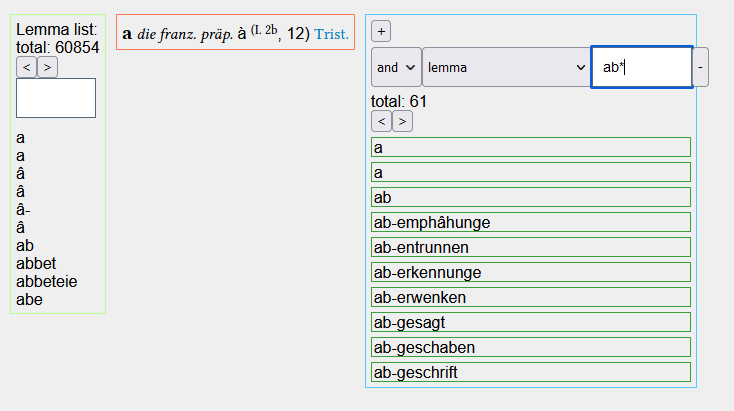 Lemma list:
total: 60854
< >
a
a
â
â
â-
â
ab
abbet
abbeteie
abe
a die franz. präp. à (I. 2b, 12) Trist.
+
and lemma ab* -
total: 61
< >
a
a
ab
ab-emphâhunge
ab-entrunnen
ab-erkennunge
ab-erwenken
ab-gesagt
ab-geschaben
ab-geschrift